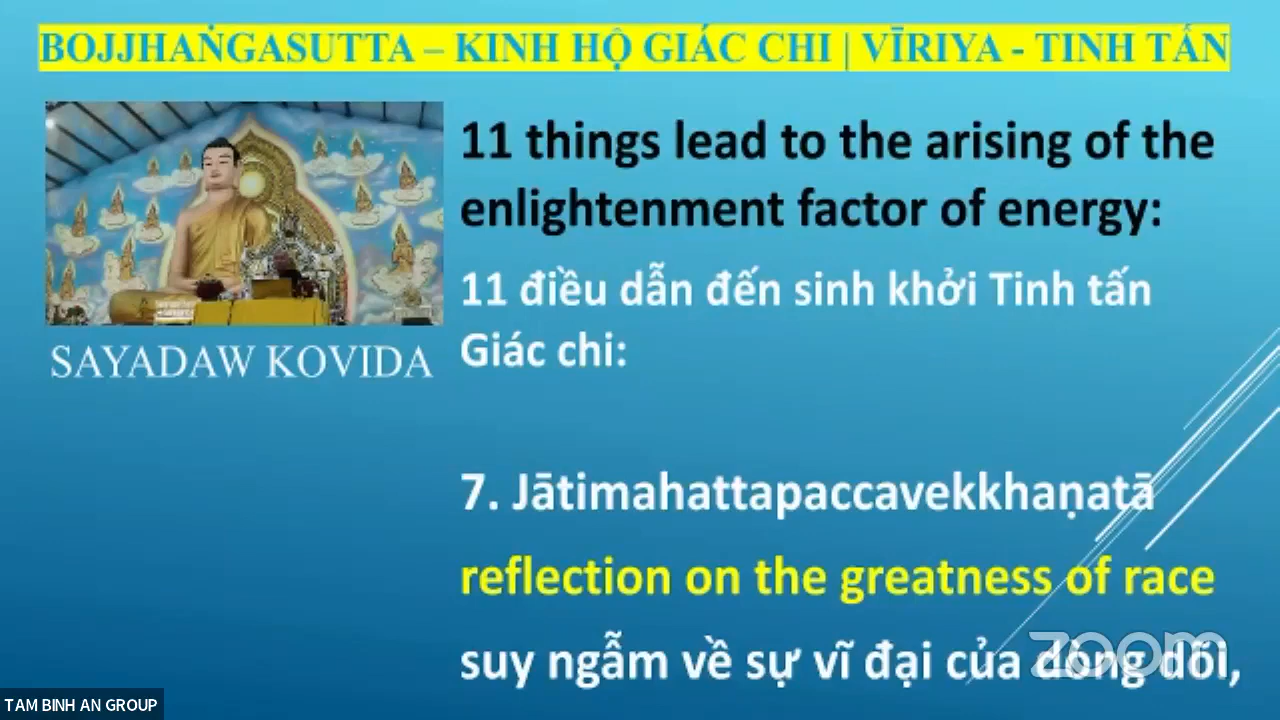 BOJJHAṄGASUTTA – KINH HỘ GIÁC CHI | VĪRIYA - TINH TẤN
11 things lead to the arising of the
enlightenment factor of energy:
11 điều dẫn đến sinh khởi Tinh tấn
Giác chi:
SAYADAW KOVIDA
7. Jātimahattapaccavekkhaṇatā
reflection on the greatness of race
suy ngẫm về sự vĩ đại của dòng dõi,
zoom
TAM BINH AN GROUP